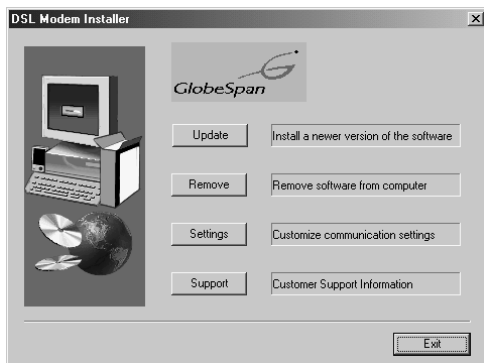 DSL Modem Installer
GlobeSpan
Update
Install a newer version of the software
Remove
Remove software from computer
Settings
Customize communication settings
Support
Customer Support Information
Exit